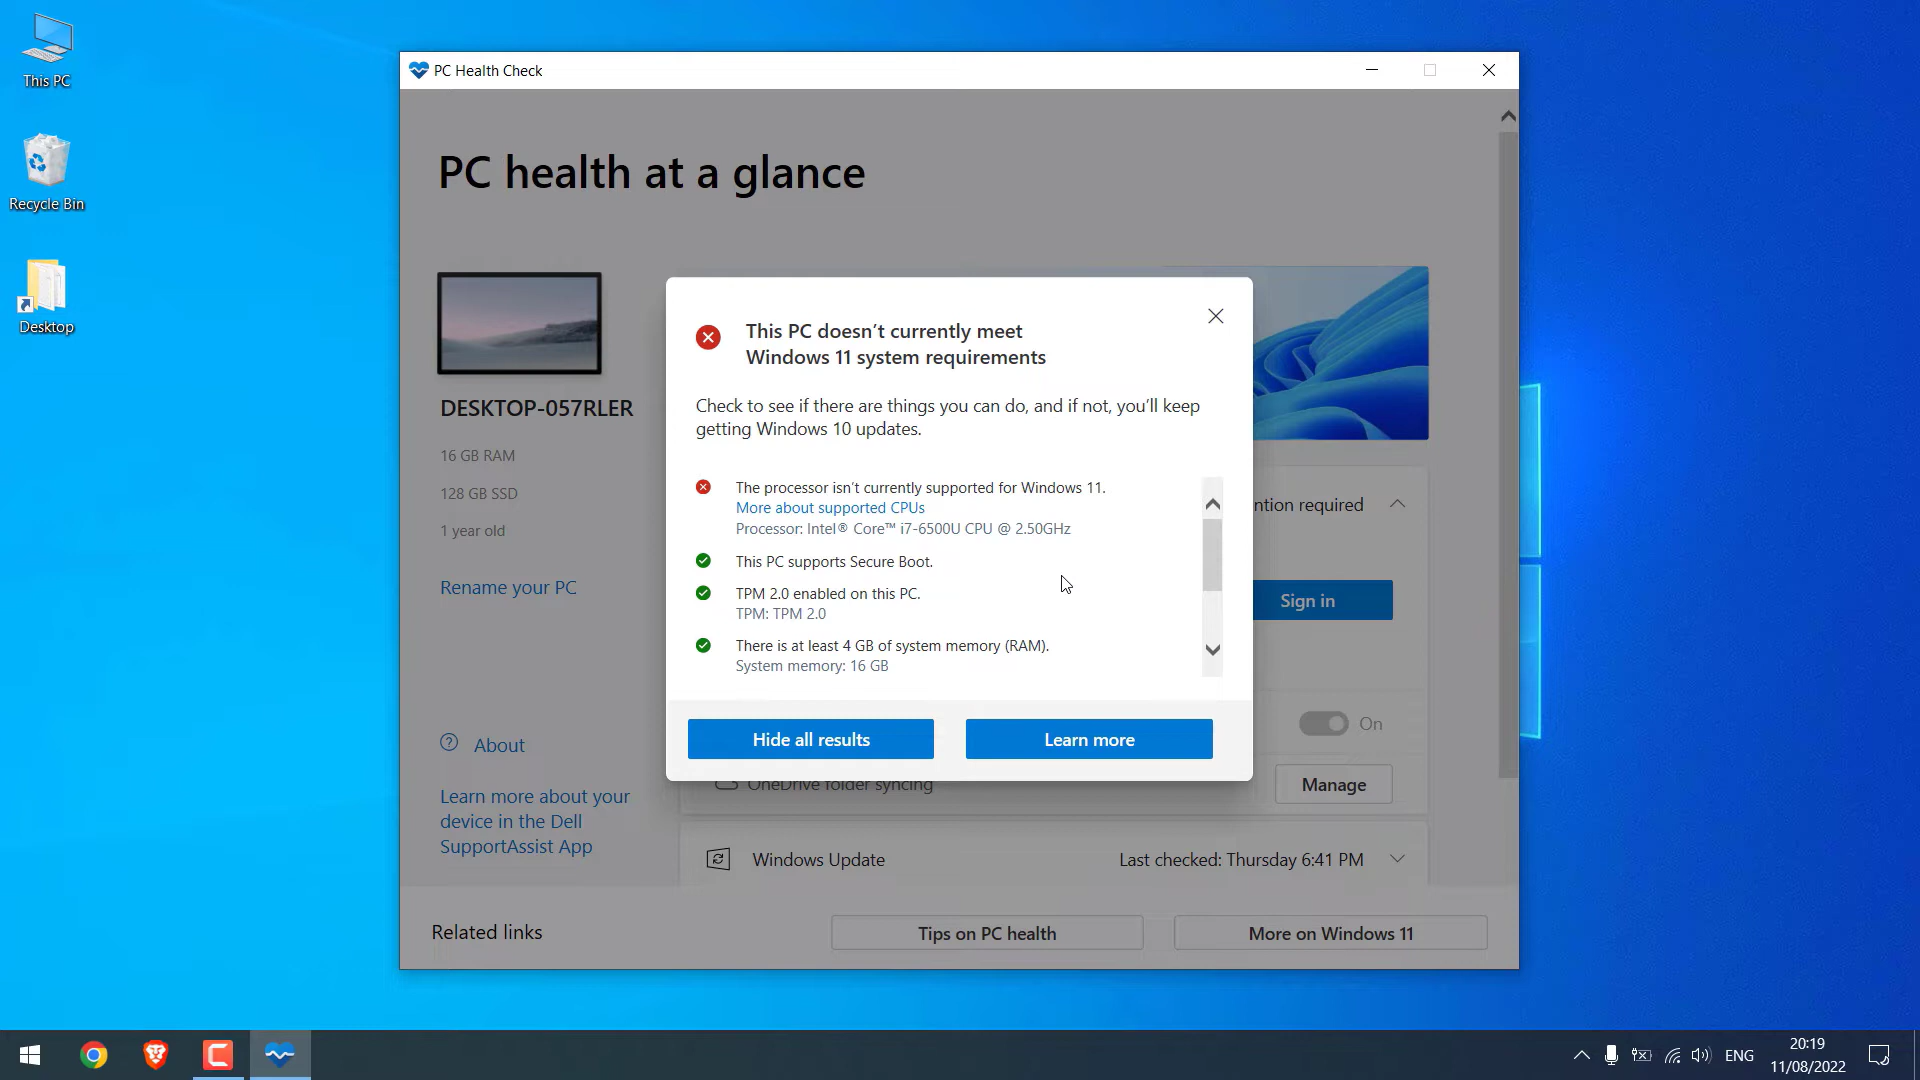 This PC
Recycle Bin
Desktop
PC Health Check
PC health at a glance
DESKTOP-057RLER
16 GB RAM
128 GB SSD
1 year old
Rename your PC
About
Learn more about your
device in the Dell
SupportAssist App
This PC doesn't currently meet
Windows 11 system requirements
Check to see if there are things you can do, and if not, you'll keep
getting Windows 10 updates.
The processor isn't currently supported for Windows 11.
More about supported CPUs
Processor: Intel® Core™ i7-6500U CPU @ 2.50GHz
This PC supports Secure Boot.
TPM 2.0 enabled on this PC.
TPM: TPM 2.0
There is at least 4 GB of system memory (RAM).
System memory: 16 GB
Hide all results
Learn more
ntion required
Sign in
On
OneDrive folder syncing
Manage
Windows Update
Last checked: Thursday 6:41 PM
Related links
Tips on PC health
More on Windows 11
ENG
20:19
11/08/2022